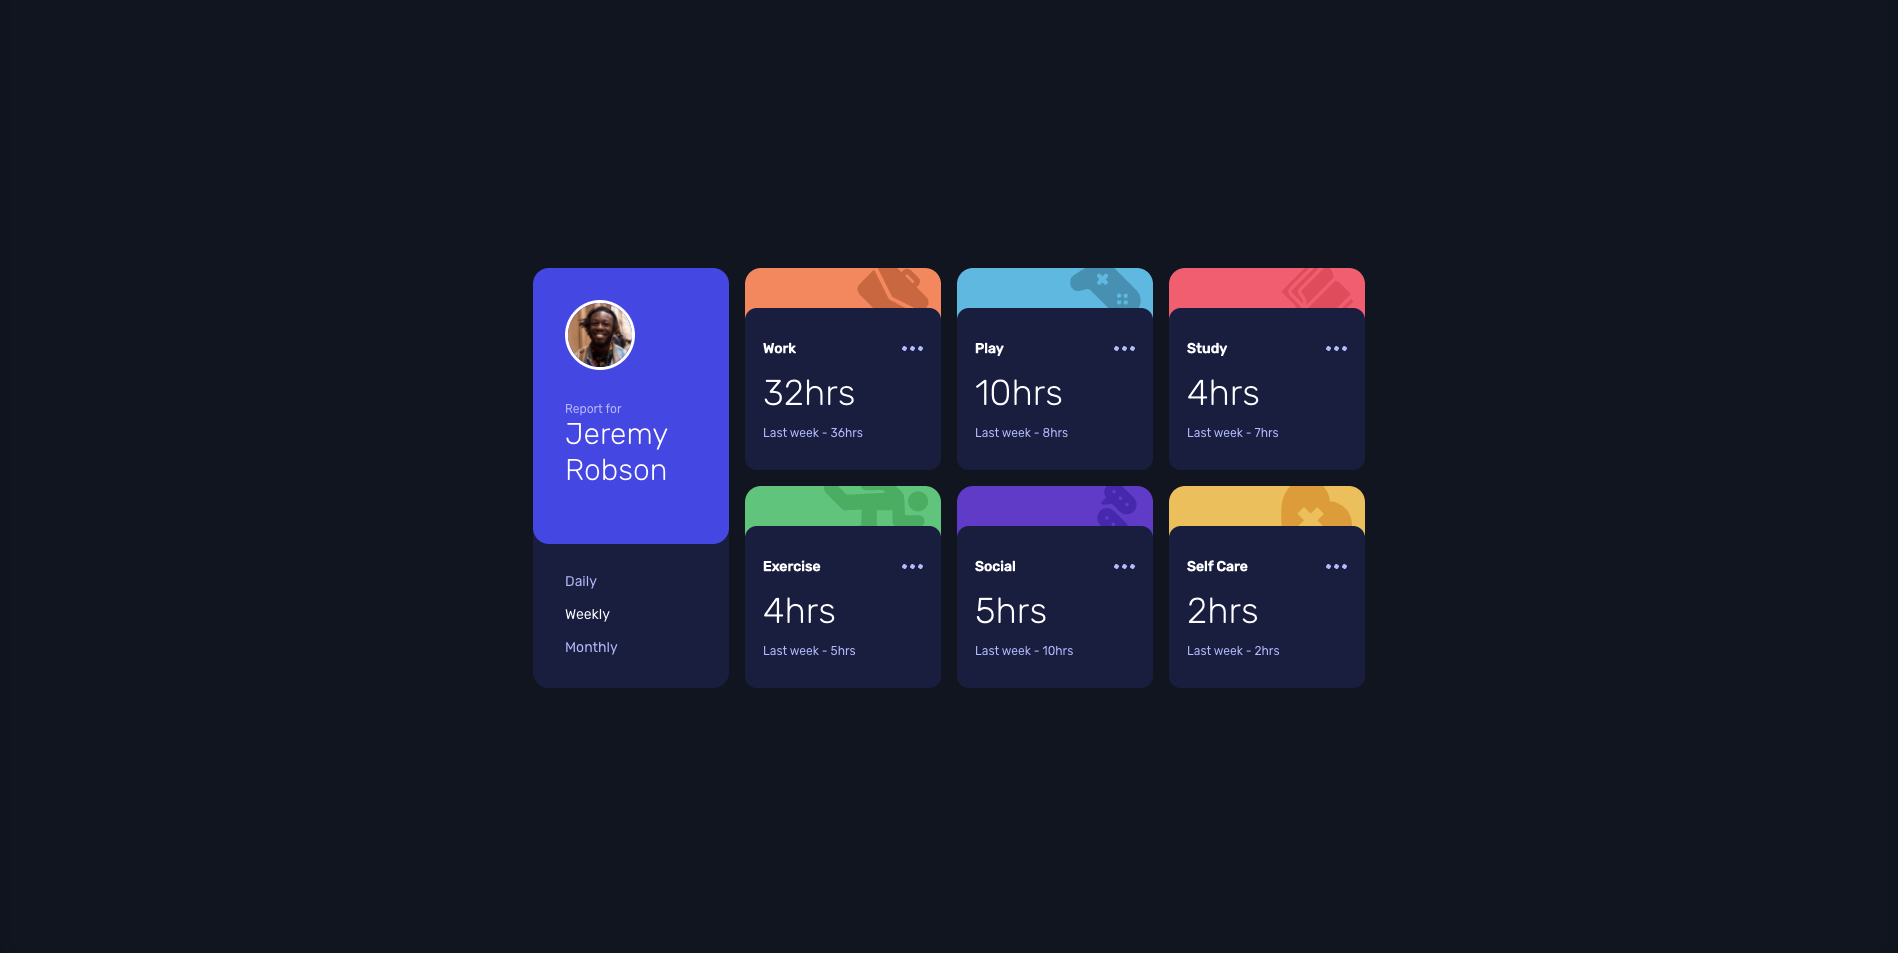 Report for
Jeremy
Robson
Daily
Weekly
Monthly
Work
32hrs
Last week - 36hrs
Play
10hrs
Last week - 8hrs
Study
4hrs
Last week - 7hrs
Exercise
4hrs
Last week - 5hrs
Social
5hrs
Last week - 10hrs
Self Care
2hrs
Last week - 2hrs